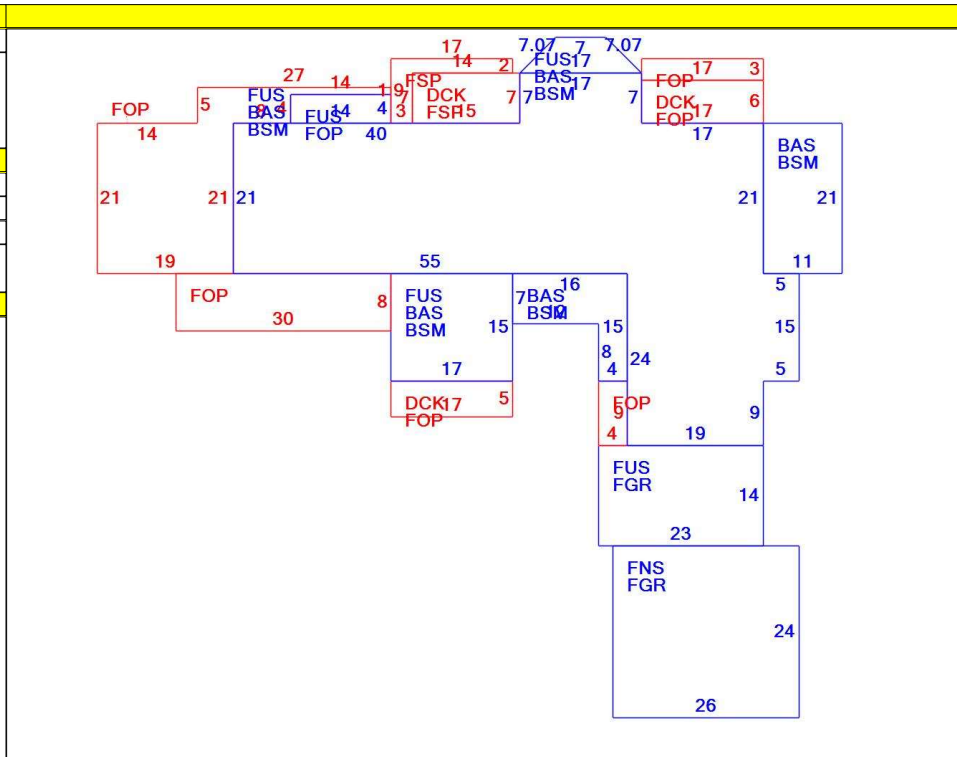 7.07 7 7.07
17
14 2
FUS 17
17 3
27
14
1 9
FSP
BAS 17
FOP
FUS
DCK
7
BSM
DCK 17
6
FOP
5
BAS
8 4
14
4
3
FSP 15
7
7
7
FOP
14
BSM
FUS
FOP
40
17
BAS
BSM
21
21
21
21
21
19
55
11
FOP
8
FUS
BAS
BSM
16
7
BAS
BSM
5
30
15
15
15
8
24
17
4
5
DCK 17
FOP
5
FOP
9
9
4
19
FUS
FGR
14
23
FNS
FGR
24
26